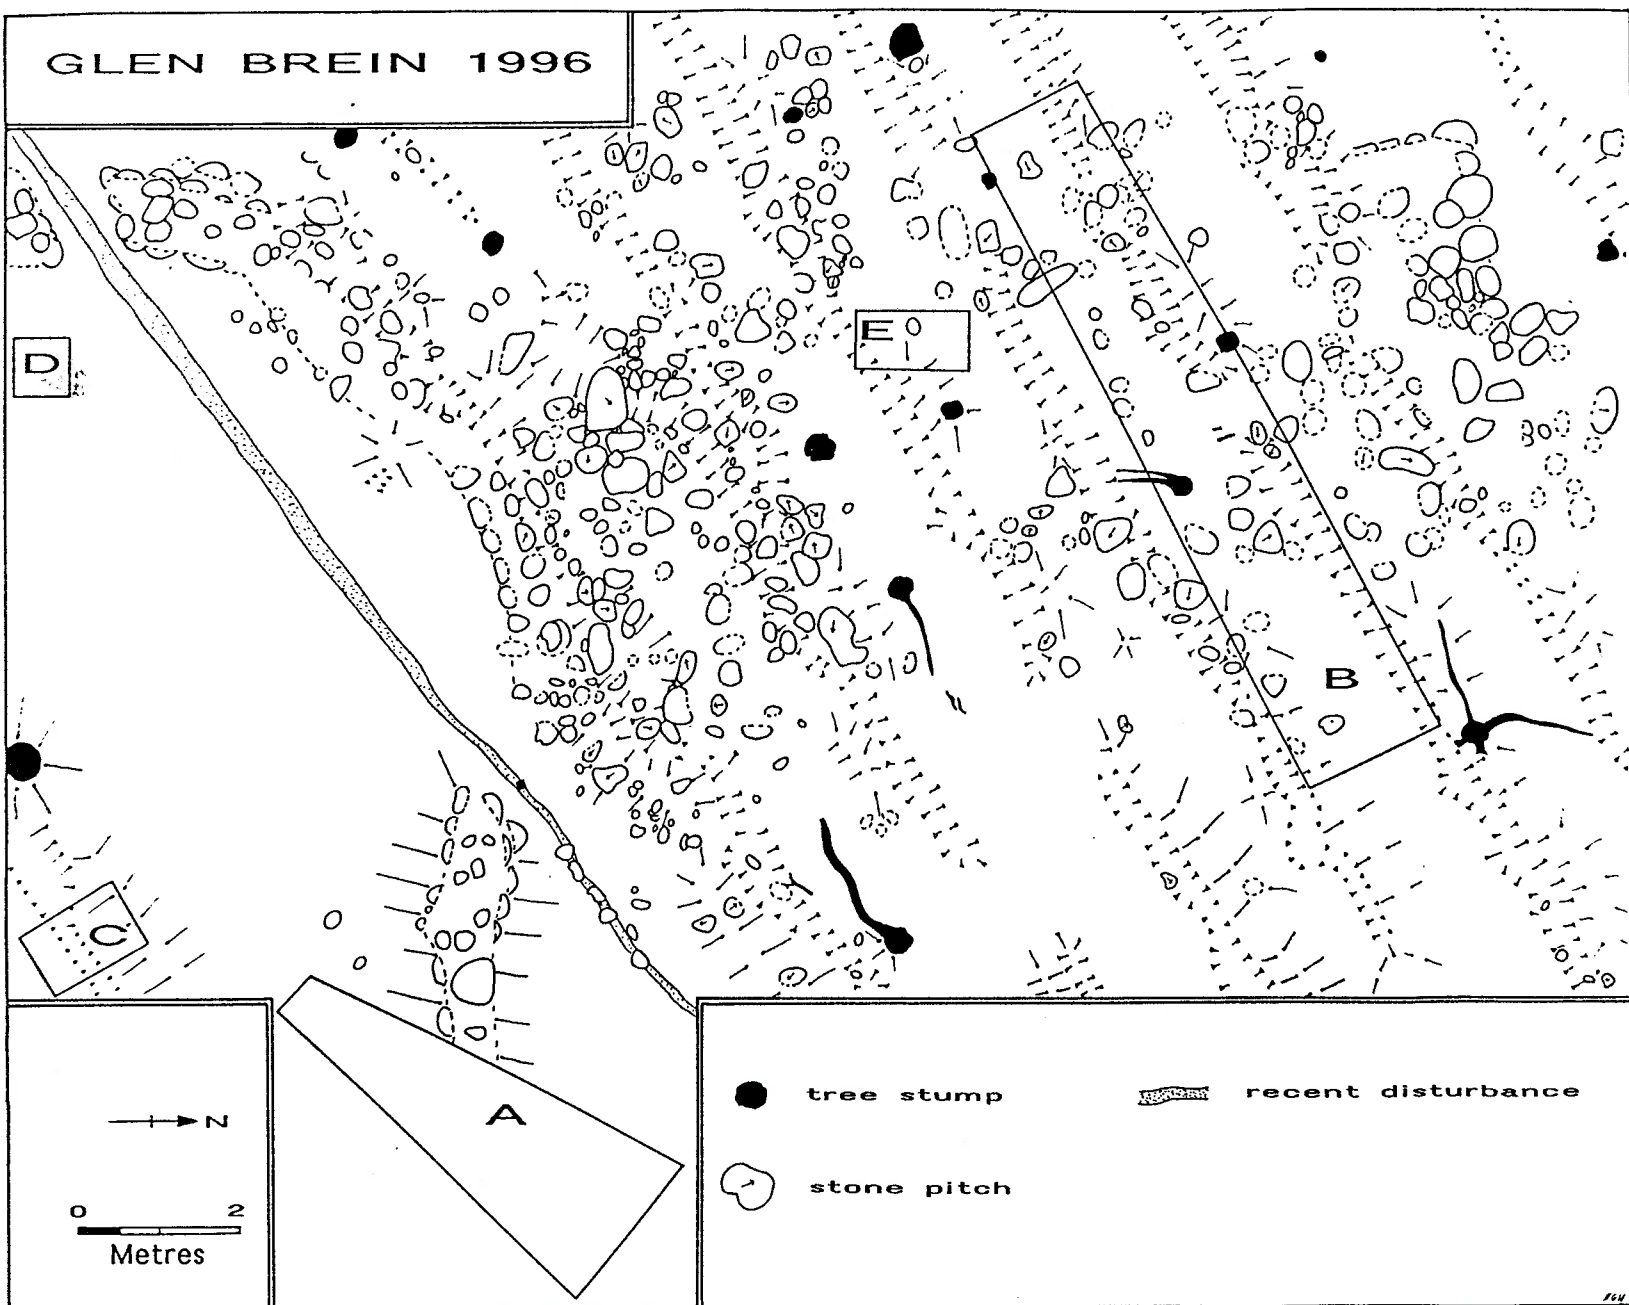 GLEN BREIN 1996
E
D
B
C
A
N
0 2
Metres
tree stump
recent disturbance
stone pitch